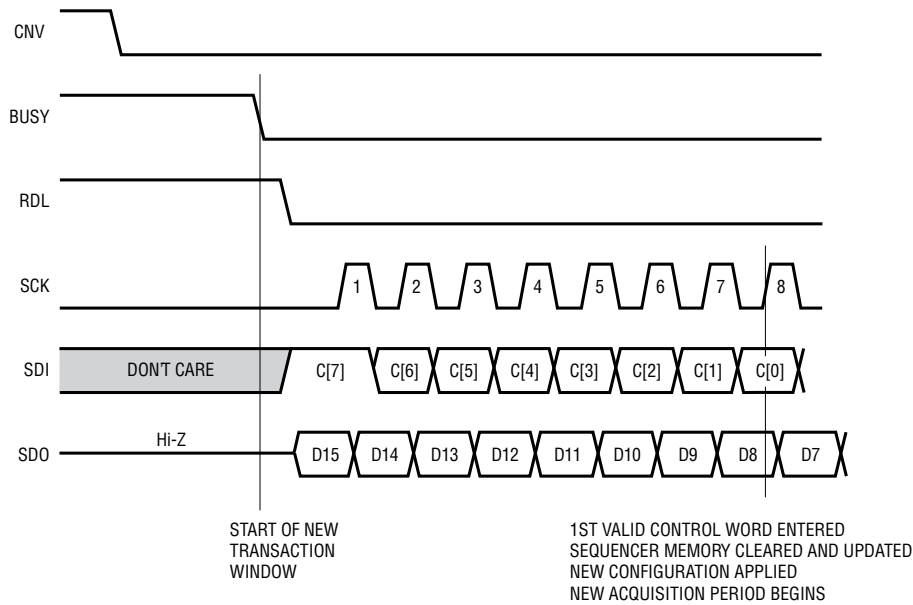 CNV
BUSY
RDL
SCK 1 2 3 4 5 6 7 8
SDI DON'T CARE C[7] C[6] C[5] C[4] C[3] C[2] C[1] C[0]
SDO Hi-Z D15 D14 D13 D12 D11 D10 D9 D8 D7
START OF NEW
TRANSACTION
WINDOW
1ST VALID CONTROL WORD ENTERED
SEQUENCER MEMORY CLEARED AND UPDATED
NEW CONFIGURATION APPLIED
NEW ACQUISITION PERIOD BEGINS